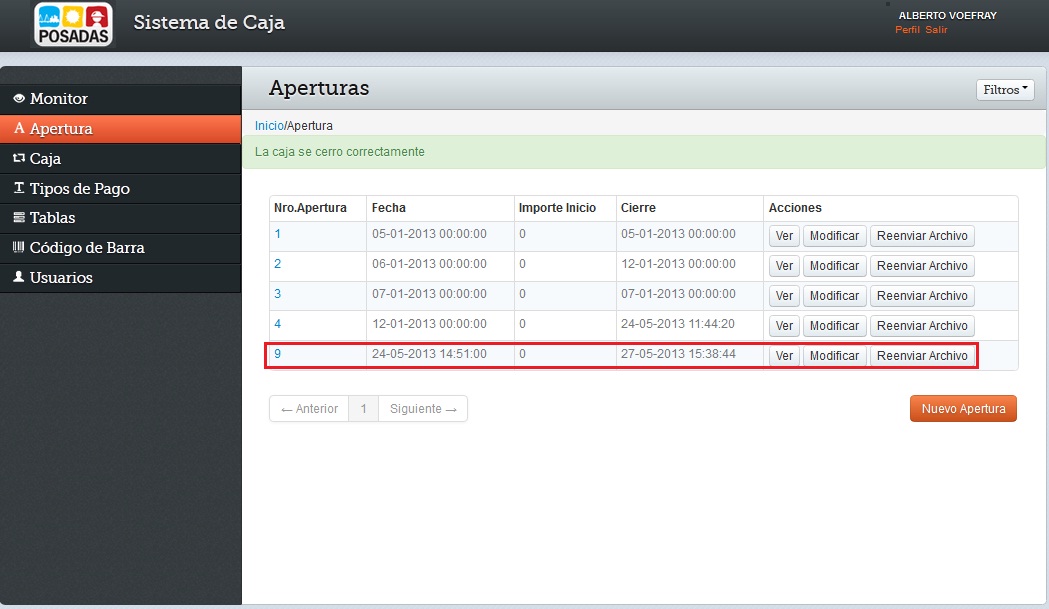 POSADAS
Sistema de Caja
ALBERTO VOEFRAY
Perfil Salir
Monitor
Apertura
Caja
Tipos de Pago
Tablas
Código de Barra
Usuarios
Aperturas
Filtros
Inicio/Apertura
La caja se cerro correctamente
Nro.Apertura Fecha Importe Inicio Cierre Acciones
1 05-01-2013 00:00:00 0 05-01-2013 00:00:00 Ver Modificar Reenviar Archivo
2 06-01-2013 00:00:00 0 12-01-2013 00:00:00 Ver Modificar Reenviar Archivo
3 07-01-2013 00:00:00 0 07-01-2013 00:00:00 Ver Modificar Reenviar Archivo
4 12-01-2013 00:00:00 0 24-05-2013 11:44:20 Ver Modificar Reenviar Archivo
9 24-05-2013 14:51:00 0 27-05-2013 15:38:44 Ver Modificar Reenviar Archivo
← Anterior 1 Siguiente →
Nuevo Apertura